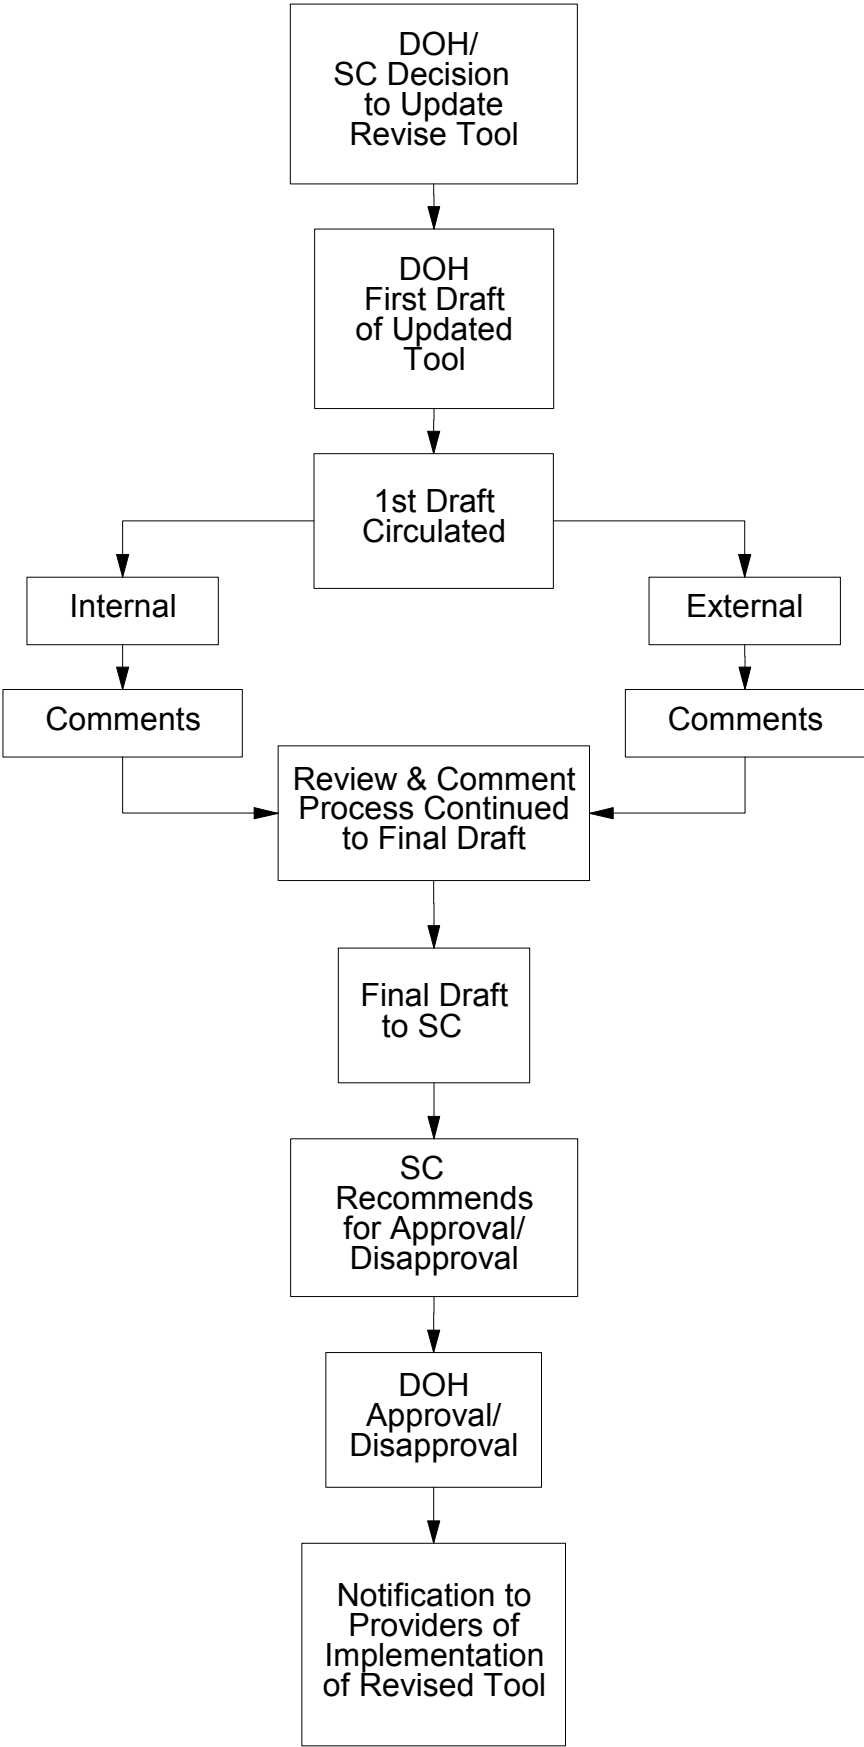 DOH/
SC Decision
to Update
Revise Tool
DOH
First Draft
of Updated
Tool
1st Draft
Circulated
Internal
External
Comments
Comments
Review & Comment
Process Continued
to Final Draft
Final Draft
to SC
SC
Recommends
for Approval/
Disapproval
DOH
Approval/
Disapproval
Notification to
Providers of
Implementation
of Revised Tool